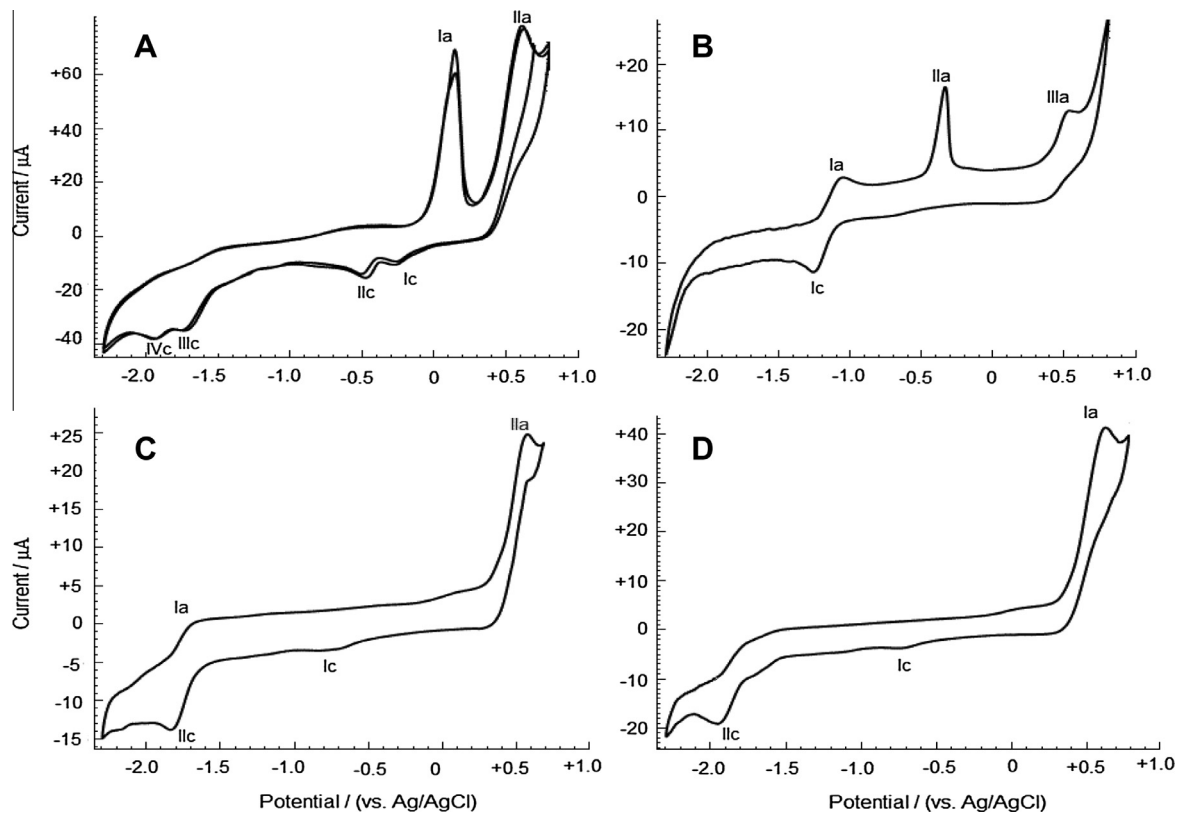 A
Ia
IIa
+60
+40
+20
0
-20
-40
Current / µA
IIc
Ic
IVc
IIIc
-2.0 -1.5 -1.0 -0.5 0 +0.5 +1.0
B
IIa
IIIa
Ia
Ic
+20
+10
0
-10
-20
-2.0 -1.5 -1.0 -0.5 0 +0.5 +1.0
C
IIa
Ia
Ic
IIc
+25
+20
+15
+10
+5
0
-5
-10
-15
Current / µA
-2.0 -1.5 -1.0 -0.5 0 +0.5 +1.0
Potential / (vs. Ag/AgCl)
D
Ia
Ic
IIc
+40
+30
+20
+10
0
-10
-20
-2.0 -1.5 -1.0 -0.5 0 +0.5 +1.0
Potential / (vs. Ag/AgCl)